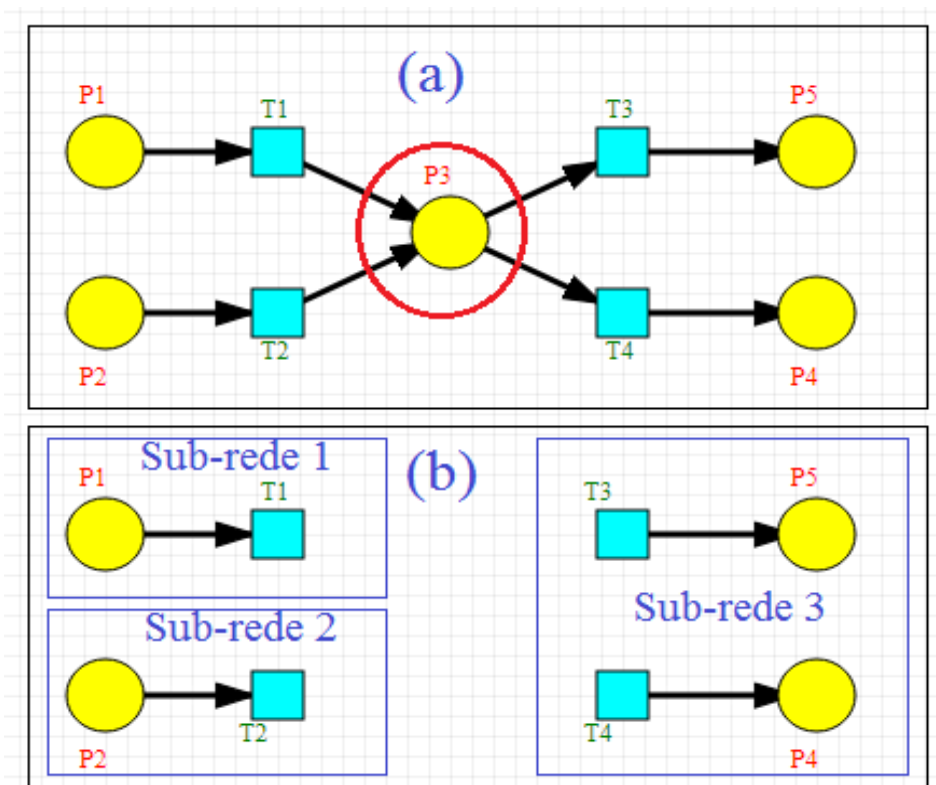 (a)
P1
T1
T3
P5
P3
P2
T2
T4
P4
Sub-rede 1
(b)
P1
T1
T3
P5
Sub-rede 2
Sub-rede 3
P2
T2
T4
P4